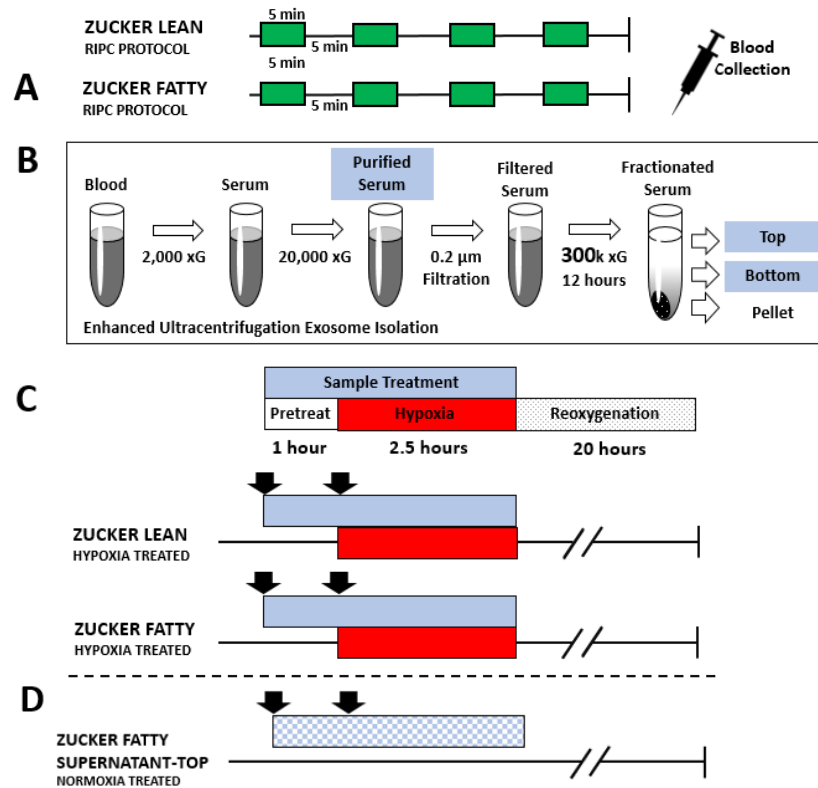 A
ZUCKER LEAN
RIPC PROTOCOL
5 min
5 min
ZUCKER FATTY
RIPC PROTOCOL
5 min
5 min
Blood
Collection
B
Blood
2,000 xG
Serum
20,000 xG
Purified
Serum
0.2 µm
Filtration
Filtered
Serum
300k xG
12 hours
Fractionated
Serum
Top
Bottom
Pellet
Enhanced Ultracentrifugation Exosome Isolation
C
Sample Treatment
Pretreat
Hypoxia
Reoxygenation
1 hour
2.5 hours
20 hours
ZUCKER LEAN
HYPOXIA TREATED
ZUCKER FATTY
HYPOXIA TREATED
D
ZUCKER FATTY
SUPERNATANT-TOP
NORMOXIA TREATED